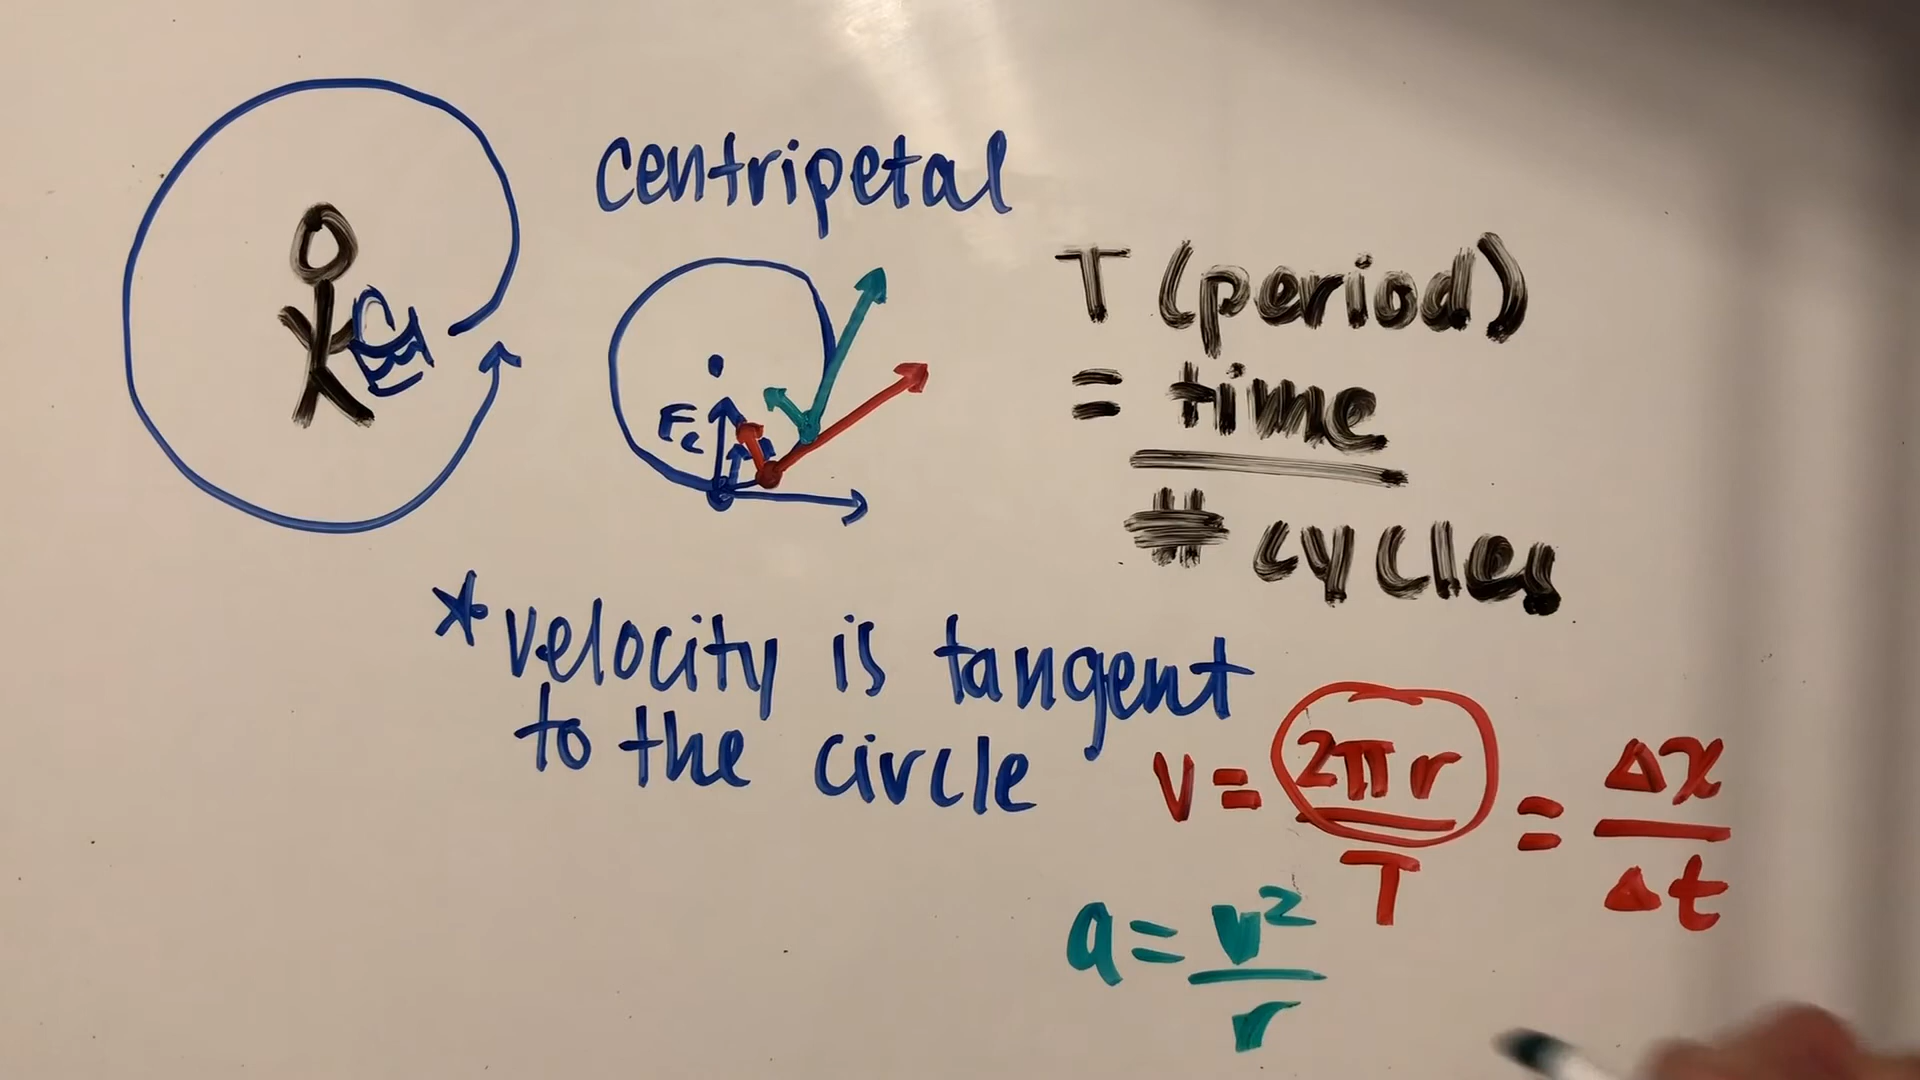 centripetal
Fc
T (period)
= time
# cycles
* velocity is tangent
to the circle
v = 2πr / T = Δx / Δt
a = v² / r